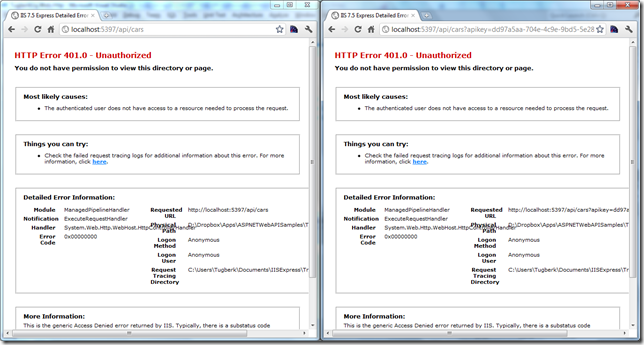 IIS 7.5 Express Detailed Error
localhost:5397/api/cars
HTTP Error 401.0 - Unauthorized
You do not have permission to view this directory or page.
Most likely causes:
The authenticated user does not have access to a resource needed to process the request.
Things you can try:
Check the failed request tracing logs for additional information about this error. For more
information, click here.
Detailed Error Information:
Module ManagedPipelineHandler
Notification ExecuteRequestHandler
Handler System.Web.Http.WebHost.HttpControllerHandler
Error Code 0x00000000
Requested URL http://localhost:5397/api/cars
Physical Path D:\Dropbox\Apps\ASPNETWebAPISamples\T
Logon Method Anonymous
Logon User Anonymous
Request Tracing Directory C:\Users\Tugberk\Documents\IISExpress\Tr
More Information:
This is the generic Access Denied error returned by IIS. Typically, there is a substatus code
IIS 7.5 Express Detailed Error
localhost:5397/api/cars?apikey=dd97a5aa-704e-4c9e-9bd5-5e28
HTTP Error 401.0 - Unauthorized
You do not have permission to view this directory or page.
Most likely causes:
The authenticated user does not have access to a resource needed to process the request.
Things you can try:
Check the failed request tracing logs for additional information about this error. For more
information, click here.
Detailed Error Information:
Module ManagedPipelineHandler
Notification ExecuteRequestHandler
Handler System.Web.Http.WebHost.HttpControllerHandler
Error Code 0x00000000
Requested URL http://localhost:5397/api/cars?apikey=dd97
Physical Path D:\Dropbox\Apps\ASPNETWebAPISamples\T
Logon Method Anonymous
Logon User Anonymous
Request Tracing Directory C:\Users\Tugberk\Documents\IISExpress\Tr
More Information:
This is the generic Access Denied error returned by IIS. Typically, there is a substatus code